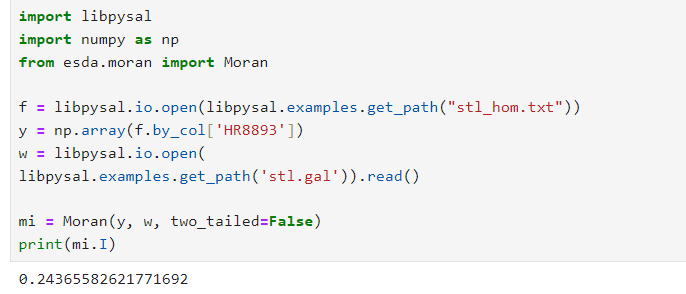 import libpysal
import numpy as np
from esda.moran import Moran
f = libpysal.io.open(libpysal.examples.get_path("stl_hom.txt"))
y = np.array(f.by_col['HR8893'])
w = libpysal.io.open(
libpysal.examples.get_path('stl.gal')).read()
mi = Moran(y, w, two_tailed=False)
print(mi.I)
0.24365582621771692